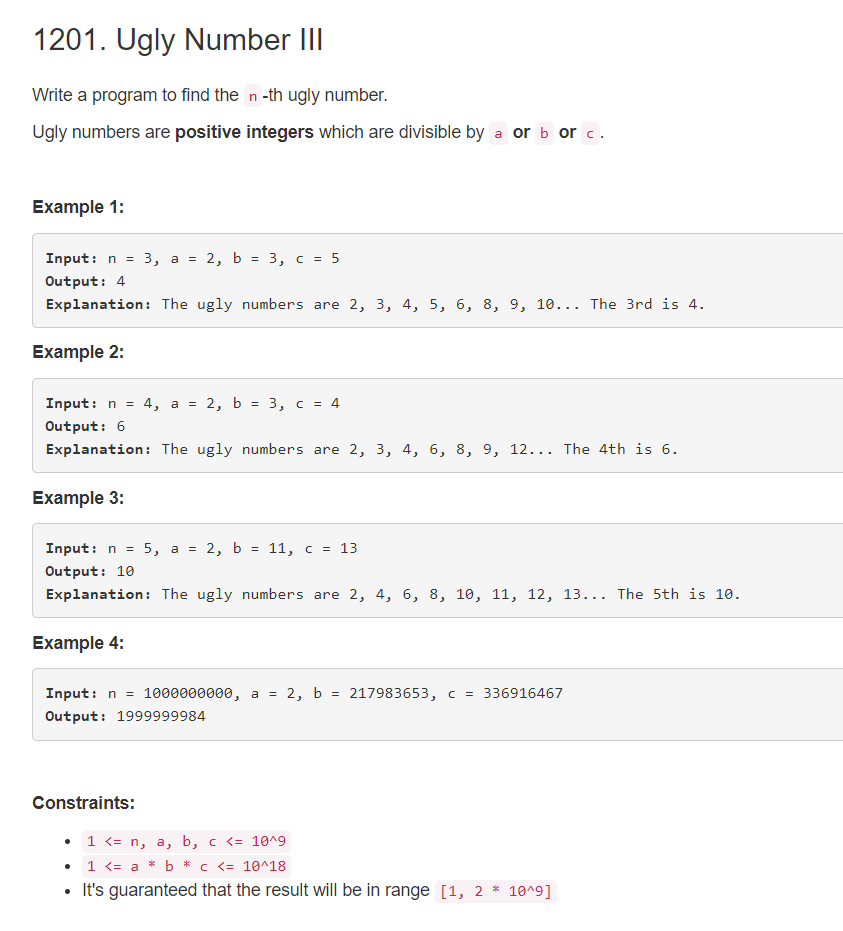 1201. Ugly Number III
Write a program to find the n -th ugly number.
Ugly numbers are positive integers which are divisible by a or b or c .
Example 1:
Input: n = 3, a = 2, b = 3, c = 5
Output: 4
Explanation: The ugly numbers are 2, 3, 4, 5, 6, 8, 9, 10... The 3rd is 4.
Example 2:
Input: n = 4, a = 2, b = 3, c = 4
Output: 6
Explanation: The ugly numbers are 2, 3, 4, 6, 8, 9, 12... The 4th is 6.
Example 3:
Input: n = 5, a = 2, b = 11, c = 13
Output: 10
Explanation: The ugly numbers are 2, 4, 6, 8, 10, 11, 12, 13... The 5th is 10.
Example 4:
Input: n = 1000000000, a = 2, b = 217983653, c = 336916467
Output: 1999999984
Constraints:
• 1 <= n, a, b, c <= 10^9
• 1 <= a * b * c <= 10^18
• It's guaranteed that the result will be in range [1, 2 * 10^9]